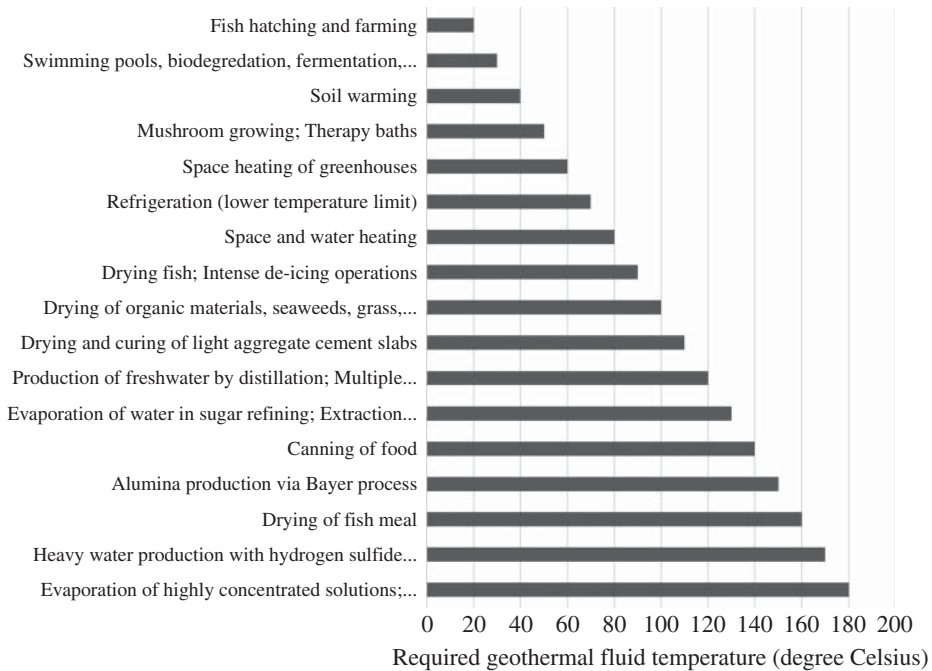 Fish hatching and farming
Swimming pools, biodegredation, fermentation,...
Soil warming
Mushroom growing; Therapy baths
Space heating of greenhouses
Refrigeration (lower temperature limit)
Space and water heating
Drying fish; Intense de-icing operations
Drying of organic materials, seaweeds, grass,...
Drying and curing of light aggregate cement slabs
Production of freshwater by distillation; Multiple...
Evaporation of water in sugar refining; Extraction...
Canning of food
Alumina production via Bayer process
Drying of fish meal
Heavy water production with hydrogen sulfide...
Evaporation of highly concentrated solutions;...
0 20 40 60 80 100 120 140 160 180 200
Required geothermal fluid temperature (degree Celsius)